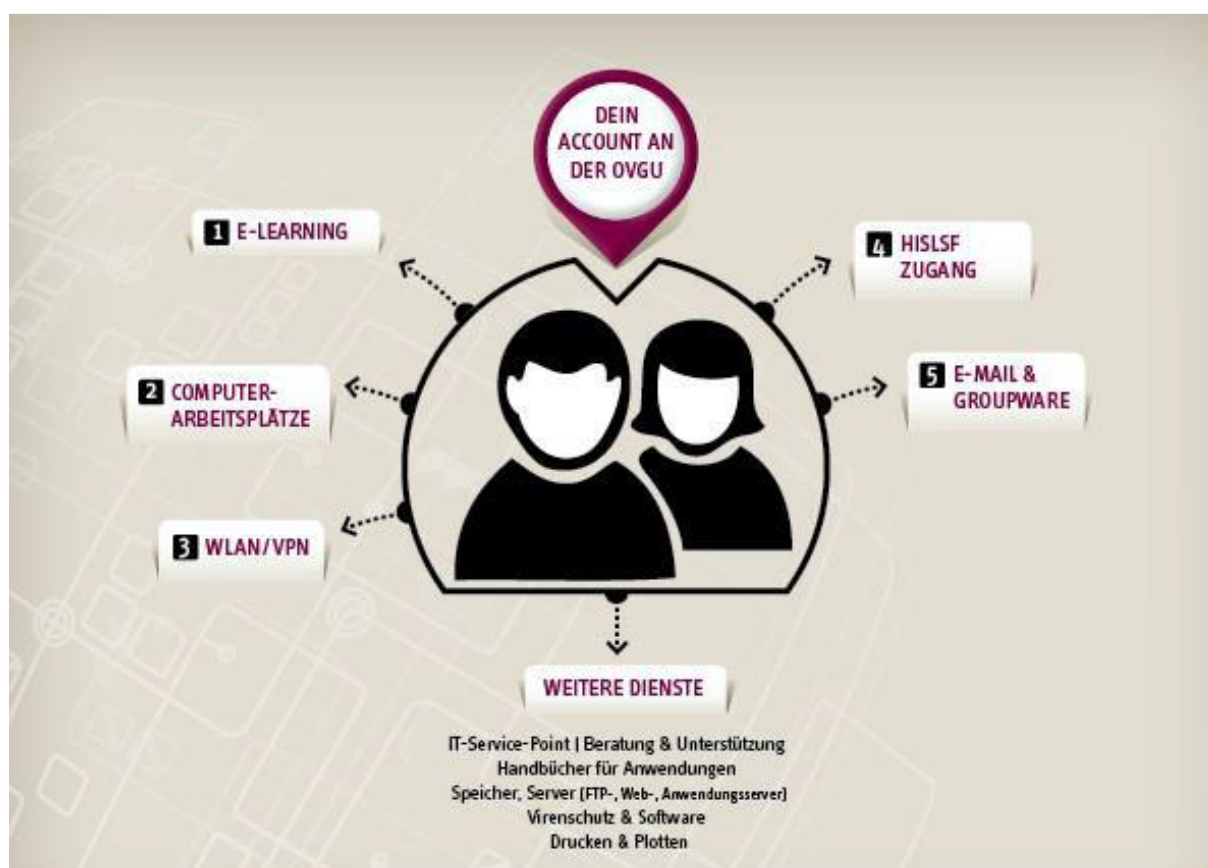 DEIN
ACCOUNT AN
DER OVGU
1 E-LEARNING
2 COMPUTER-
ARBEITSPLÄTZE
3 WLAN/VPN
4 HISLSF
ZUGANG
5 E-MAIL &
GROUPWARE
WEITERE DIENSTE
IT-Service-Point | Beratung & Unterstützung
Handbücher für Anwendungen
Speicher, Server (FTP-, Web-, Anwendungsserver)
Virenschutz & Software
Drucken & Plotten